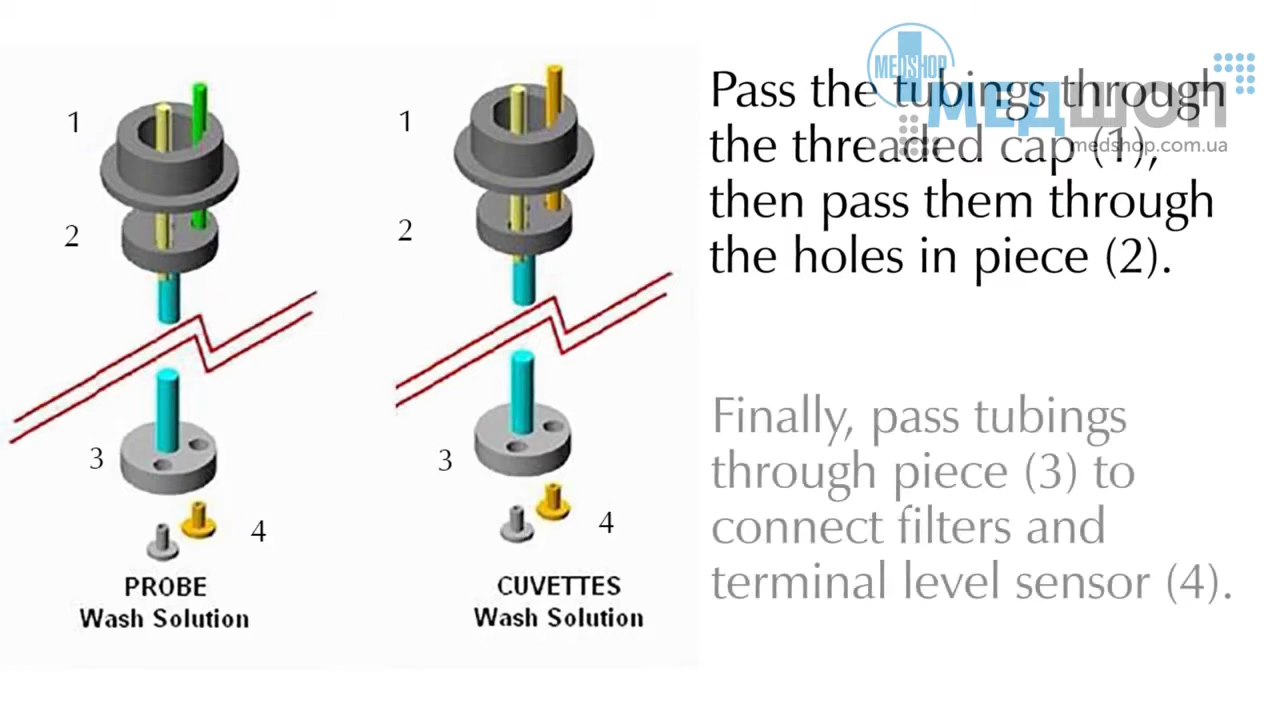 MEDSHOP
МЕДШОП
medshop.com.ua
Pass the tubings through
the threaded cap (1),
then pass them through
the holes in piece (2).
Finally, pass tubings
through piece (3) to
connect filters and
terminal level sensor (4).
1
2
3
4
PROBE
Wash Solution
1
2
3
4
CUVETTES
Wash Solution